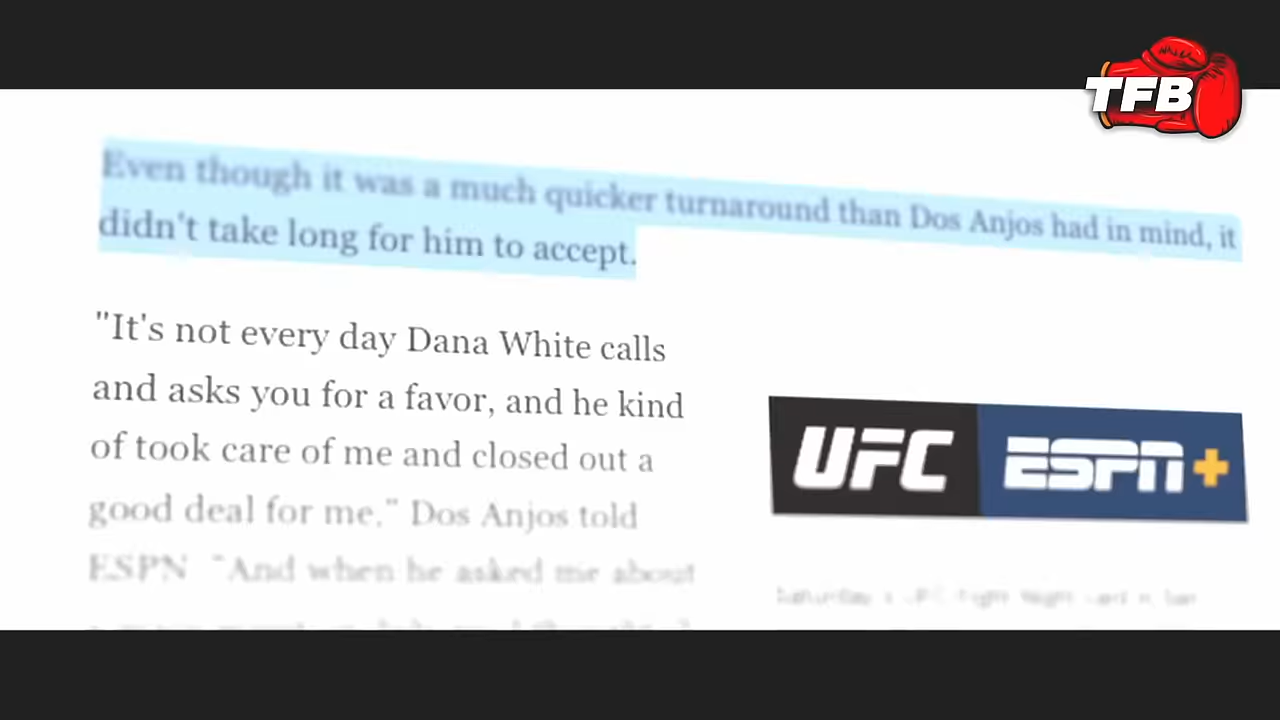 TFB
Even though it was a much quicker turnaround than Dos Anjos had in mind, it
didn't take long for him to accept.
"It's not every day Dana White calls
and asks you for a favor, and he kind
of took care of me and closed out a
good deal for me." Dos Anjos told
ESPN "And when he asked me about
UFC ESPN+